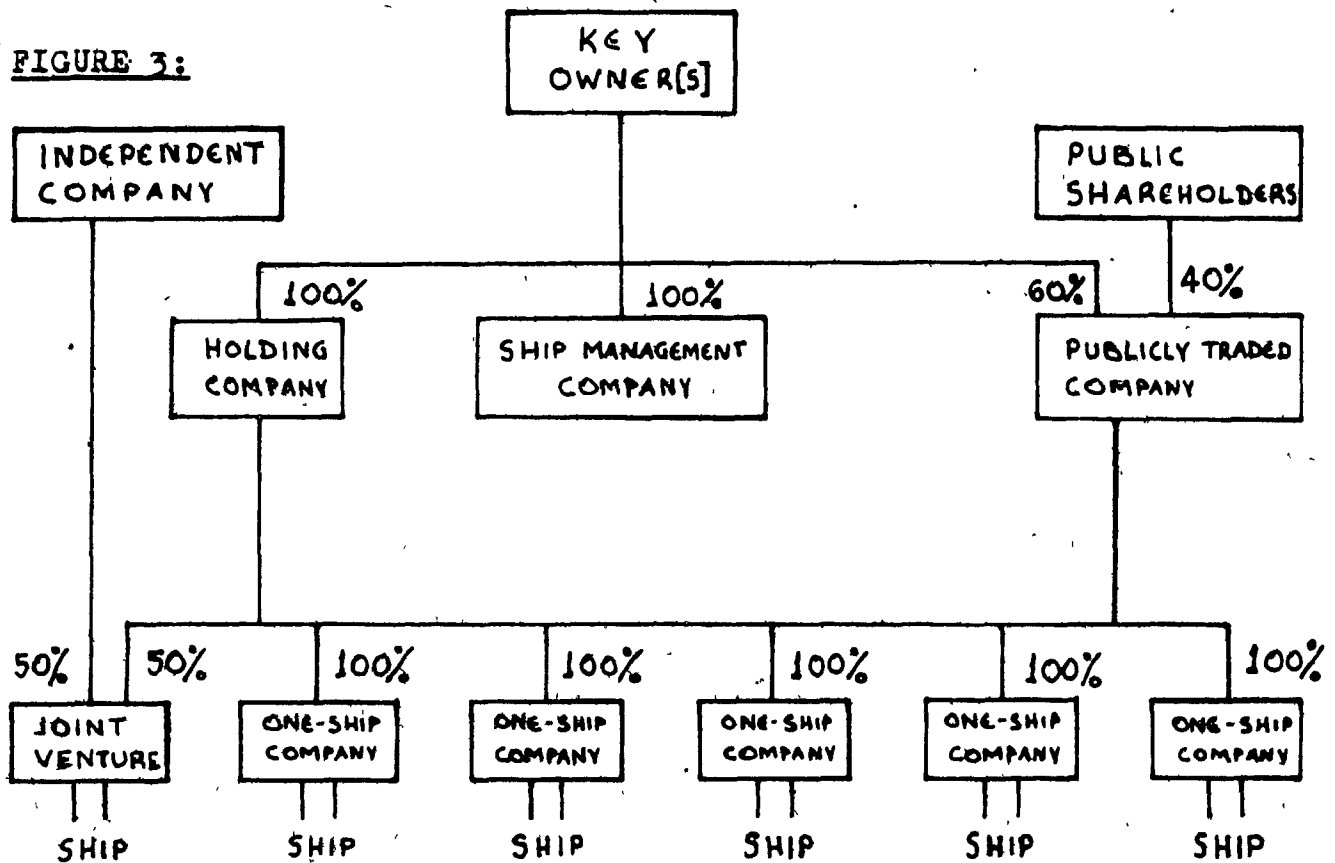 FIGURE 3:
KEY
OWNER[S]
INDEPENDENT
COMPANY
PUBLIC
SHAREHOLDERS
100%
100%
60%
40%
HOLDING
COMPANY
SHIP MANAGEMENT
COMPANY
PUBLICLY TRADED
COMPANY
50%
50%
100%
100%
100%
100%
100%
JOINT
VENTURE
ONE-SHIP
COMPANY
ONE-SHIP
COMPANY
ONE-SHIP
COMPANY
ONE-SHIP
COMPANY
ONE-SHIP
COMPANY
SHIP
SHIP
SHIP
SHIP
SHIP
SHIP